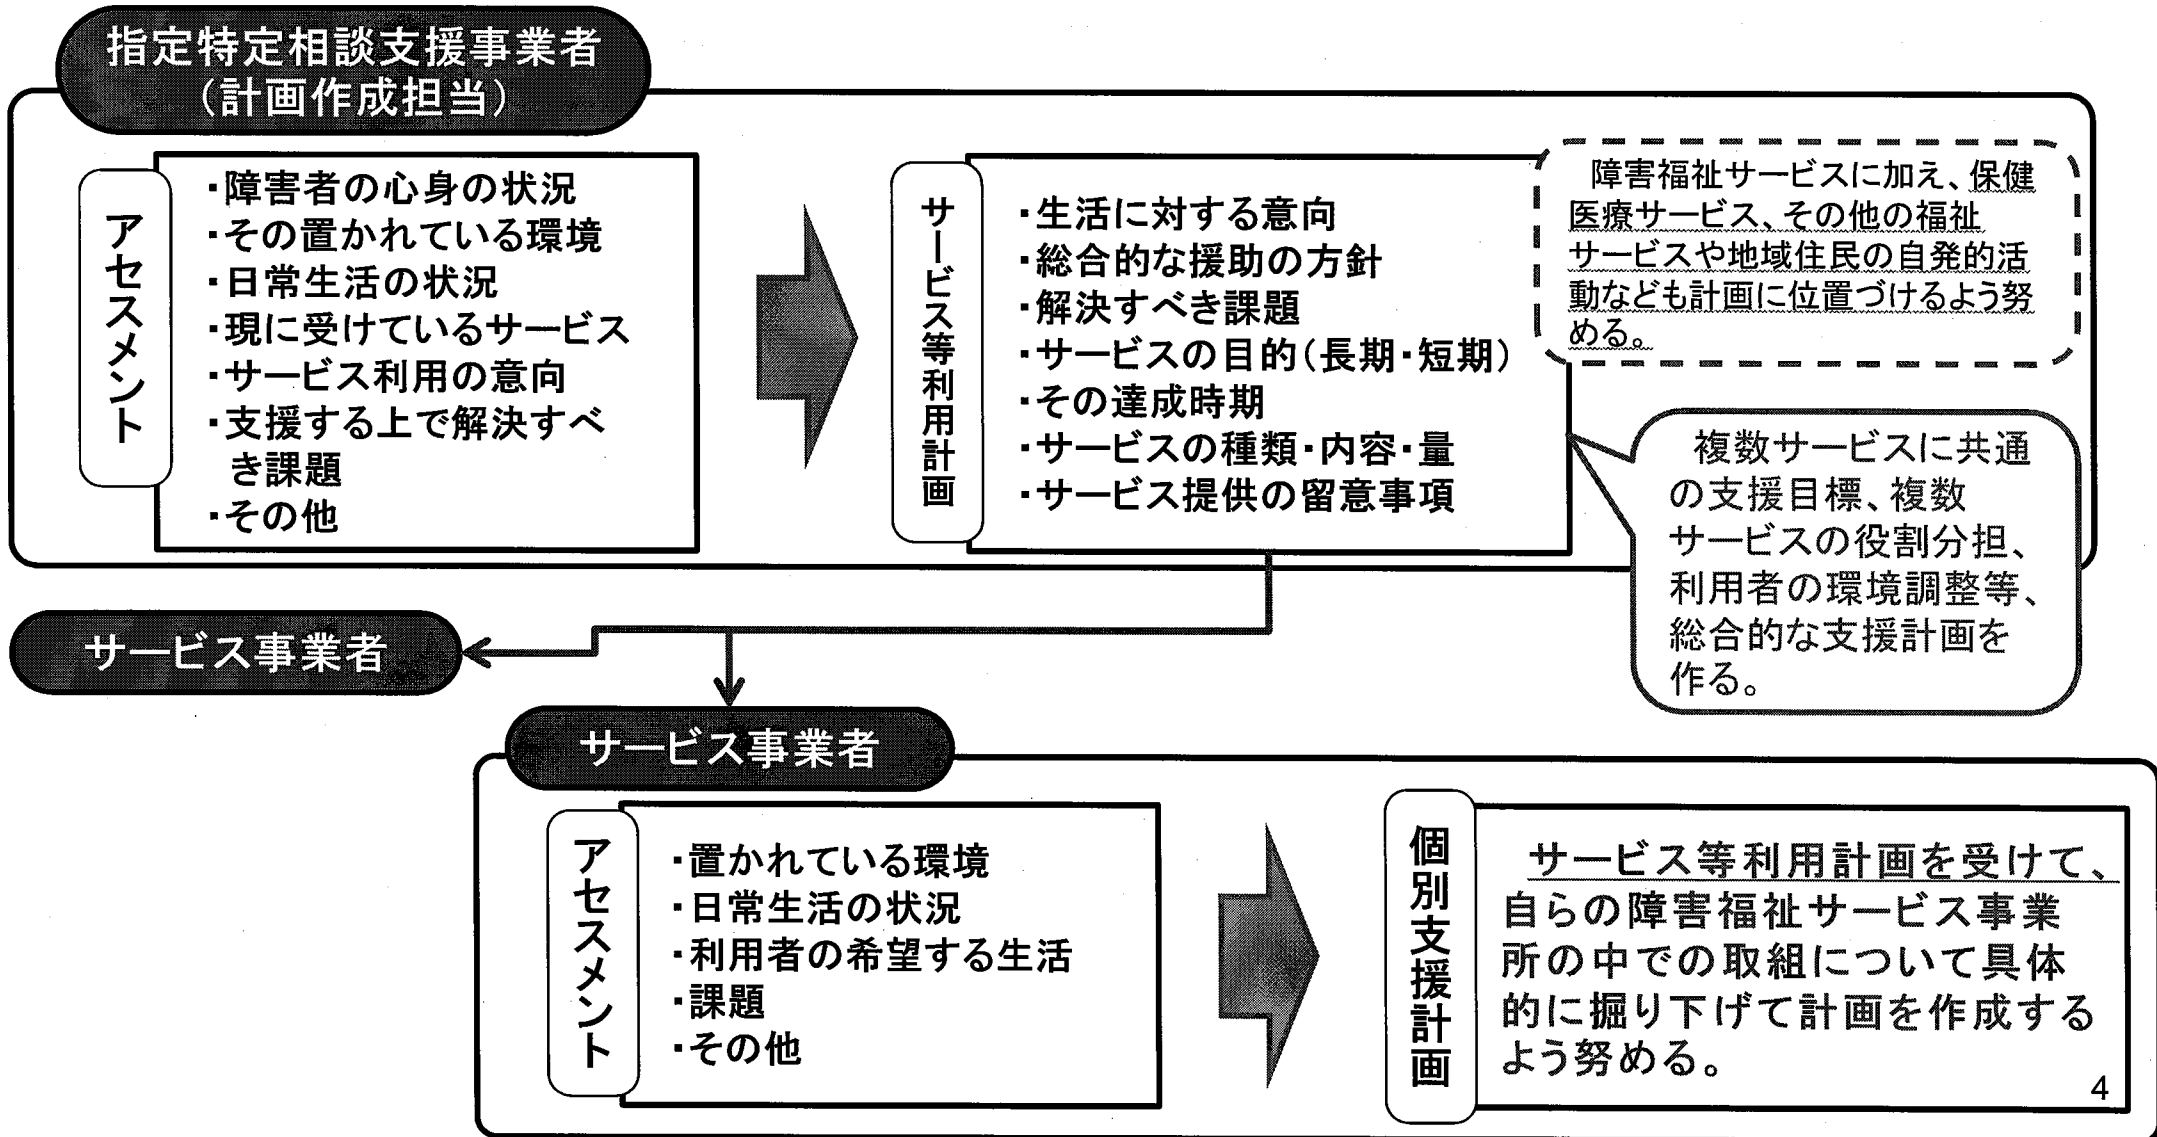 指定特定相談支援事業者
(計画作成担当)
アセスメント
・障害者の心身の状況
・その置かれている環境
・日常生活の状況
・現に受けているサービス
・サービス利用の意向
・支援する上で解決すべ
き課題
・その他
サービス等利用計画
・生活に対する意向
・総合的な援助の方針
・解決すべき課題
・サービスの目的(長期・短期)
・その達成時期
・サービスの種類・内容・量
・サービス提供の留意事項
障害福祉サービスに加え、保健
医療サービス、その他の福祉
サービスや地域住民の自発的活
動なども計画に位置づけるよう努
める。
複数サービスに共通
の支援目標、複数
サービスの役割分担、
利用者の環境調整等、
総合的な支援計画を
作る。
サービス事業者
サービス事業者
アセスメント
・置かれている環境
・日常生活の状況
・利用者の希望する生活
・課題
・その他
個別支援計画
サービス等利用計画を受けて、
自らの障害福祉サービス事業
所の中での取組について具体
的に掘り下げて計画を作成する
よう努める。
4